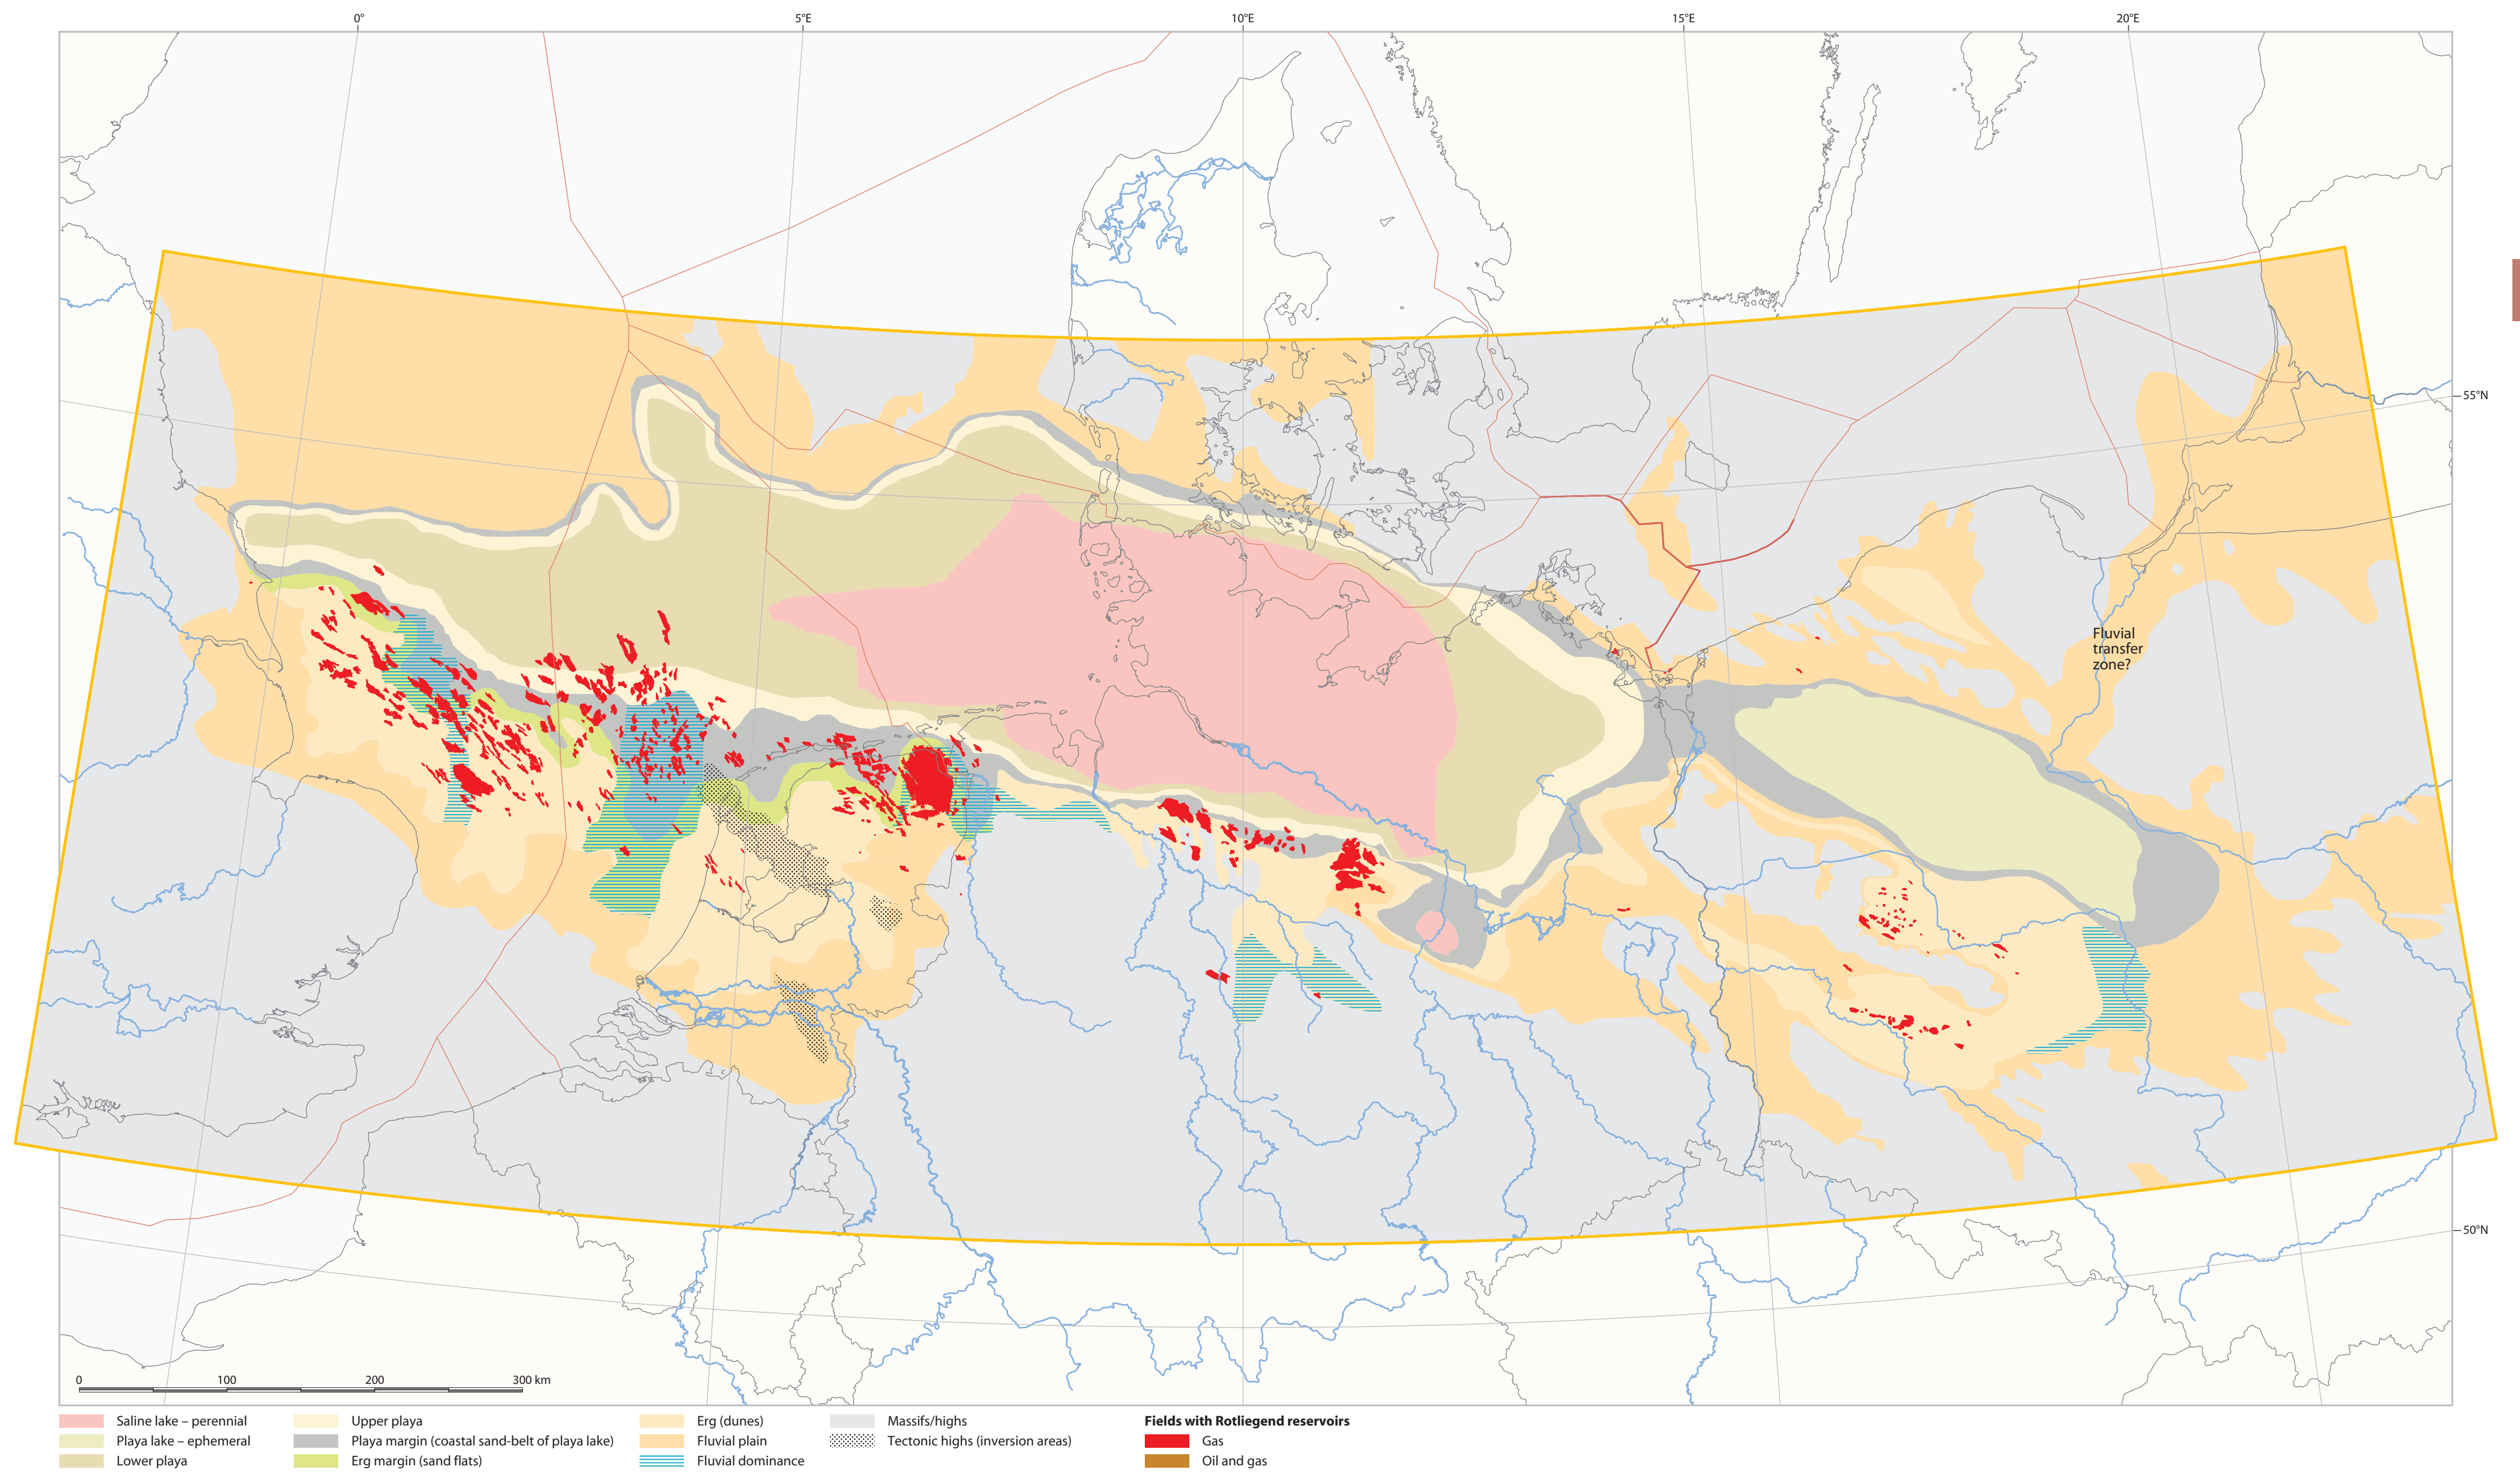 0°
5°E
10°E
15°E
20°E
55°N
Fluvial
transfer
zone?
50°N
0
100
200
300 km
Saline lake – perennial
Playa lake – ephemeral
Lower playa
Upper playa
Playa margin (coastal sand-belt of playa lake)
Erg margin (sand flats)
Erg (dunes)
Fluvial plain
Fluvial dominance
Massifs/highs
Tectonic highs (inversion areas)
Fields with Rotliegend reservoirs
Gas
Oil and gas